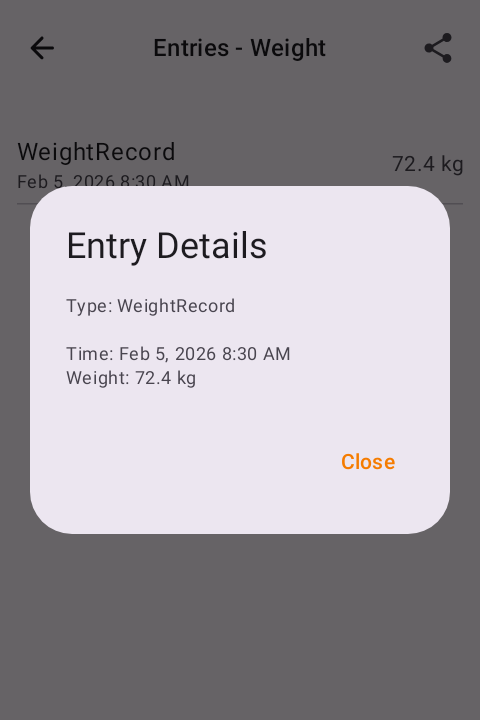 Entries - Weight
WeightRecord
72.4 kg
Feb 5, 2026 8:30 AM
Entry Details
Type: WeightRecord
Time: Feb 5, 2026 8:30 AM
Weight: 72.4 kg
Close